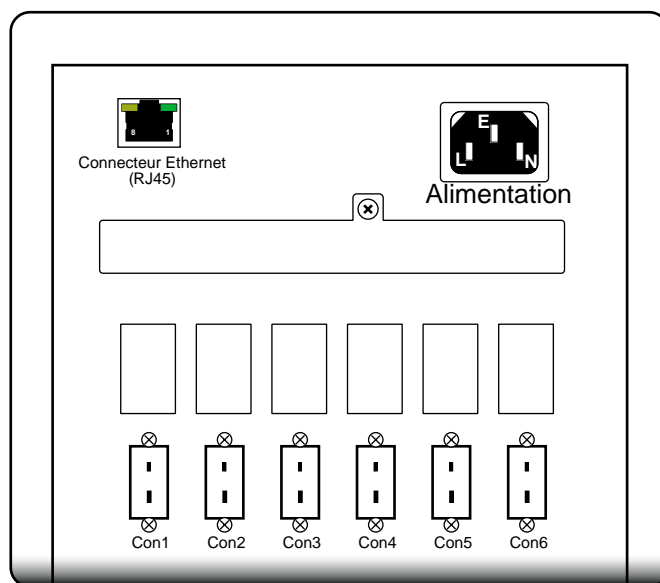 8 1
Connecteur Ethernet
(RJ45)
E
L N
Alimentation
Con1 Con2 Con3 Con4 Con5 Con6